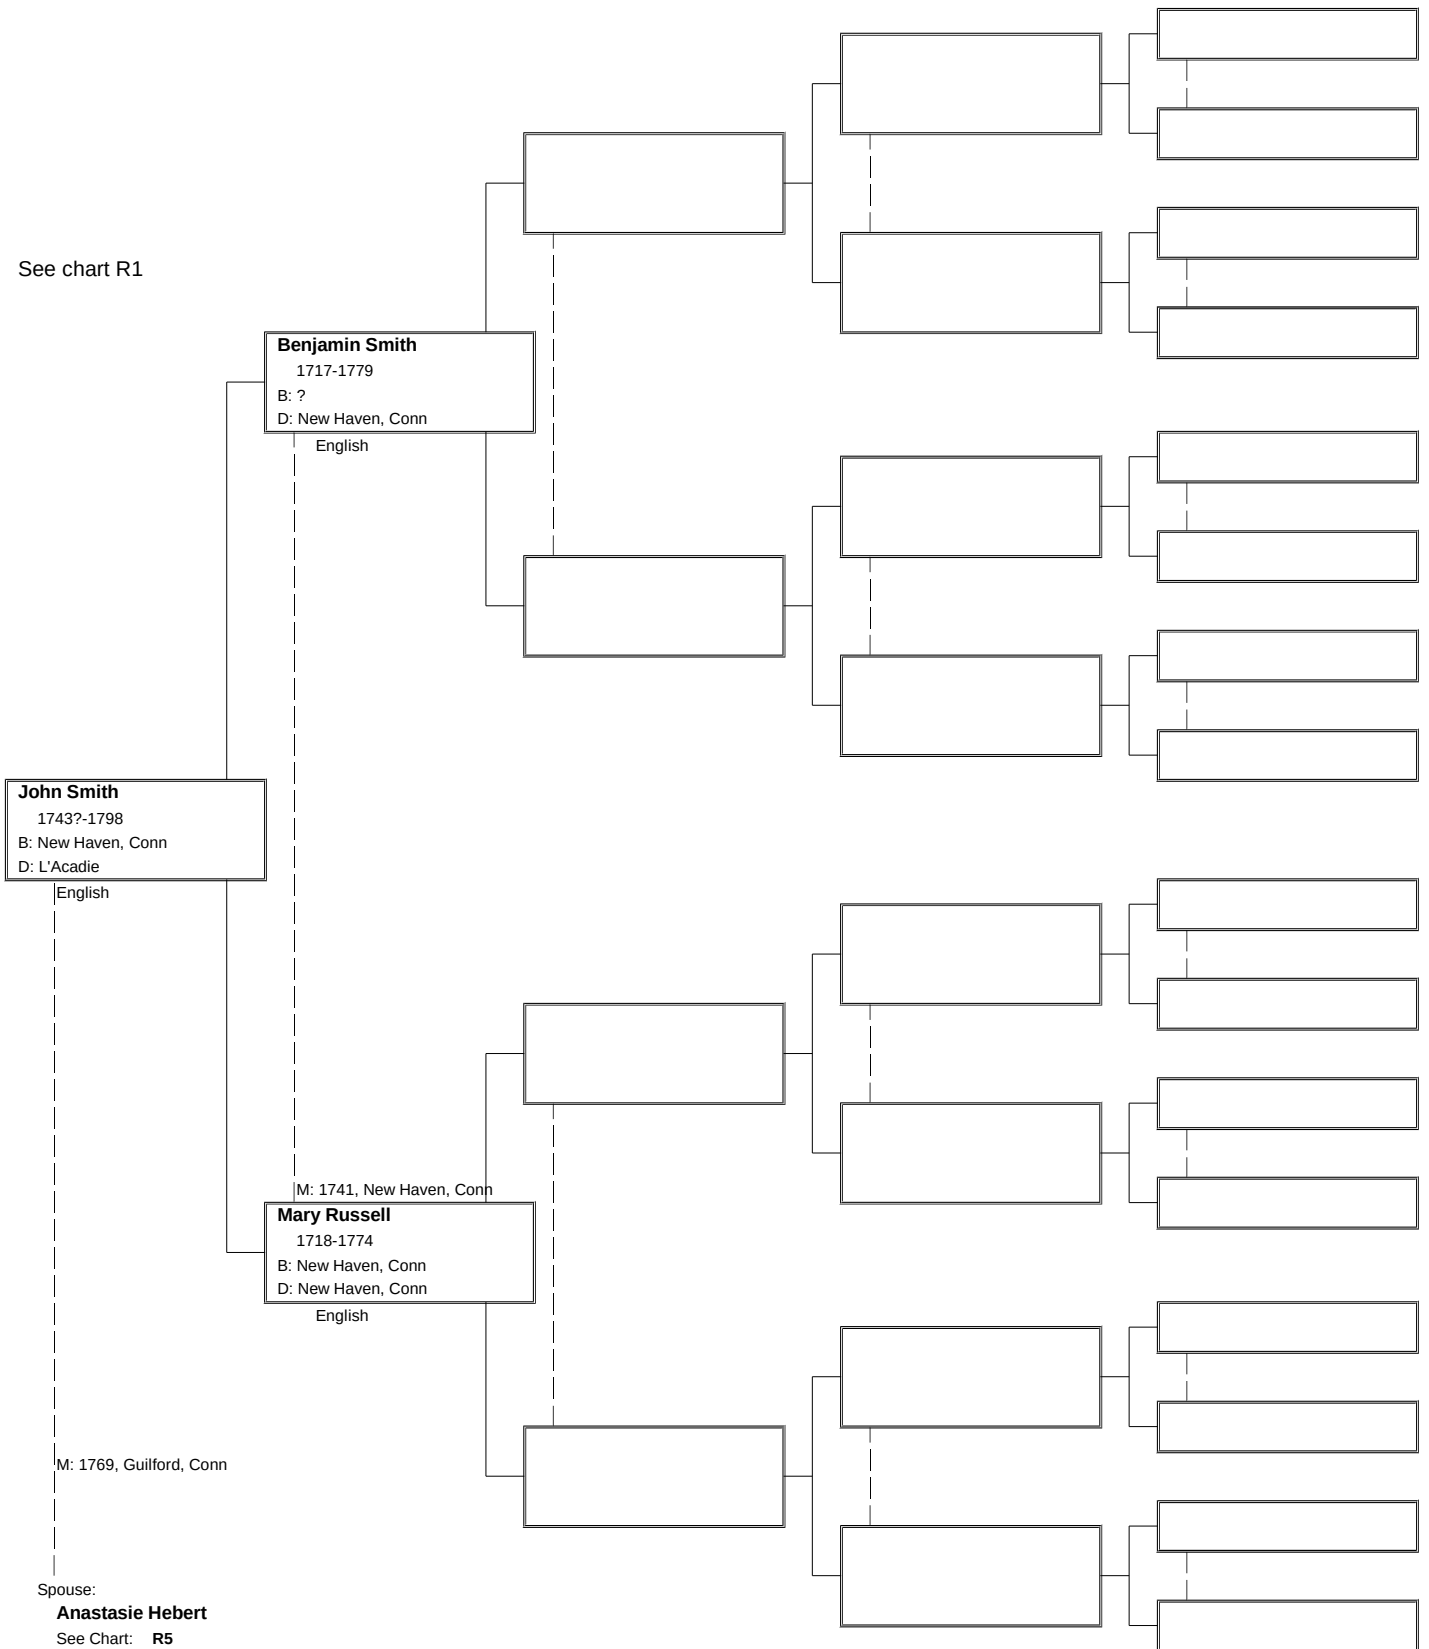 See chart R1
Benjamin Smith
1717-1779
B: ?
D: New Haven, Conn
English
John Smith
1743?-1798
B: New Haven, Conn
D: L'Acadie
English
M: 1741, New Haven, Conn
Mary Russell
1718-1774
B: New Haven, Conn
D: New Haven, Conn
English
M: 1769, Guilford, Conn
Spouse:
Anastasie Hebert
See Chart: R5